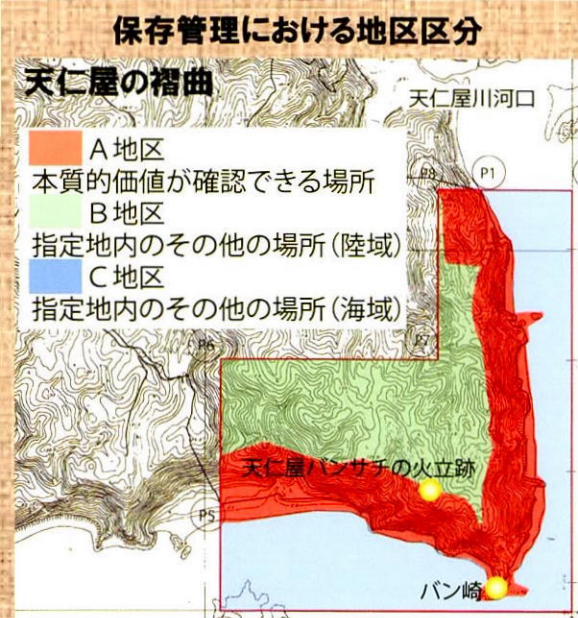 保存管理における地区区分
天仁屋の褶曲
天仁屋川河口
A地区
本質的価値が確認できる場所
B地区
指定地内のその他の場所（陸域）
C地区
指定地内のその他の場所（海域）
P8
P1
P7
P6
天仁屋バンサチの火立跡
P5
バン崎